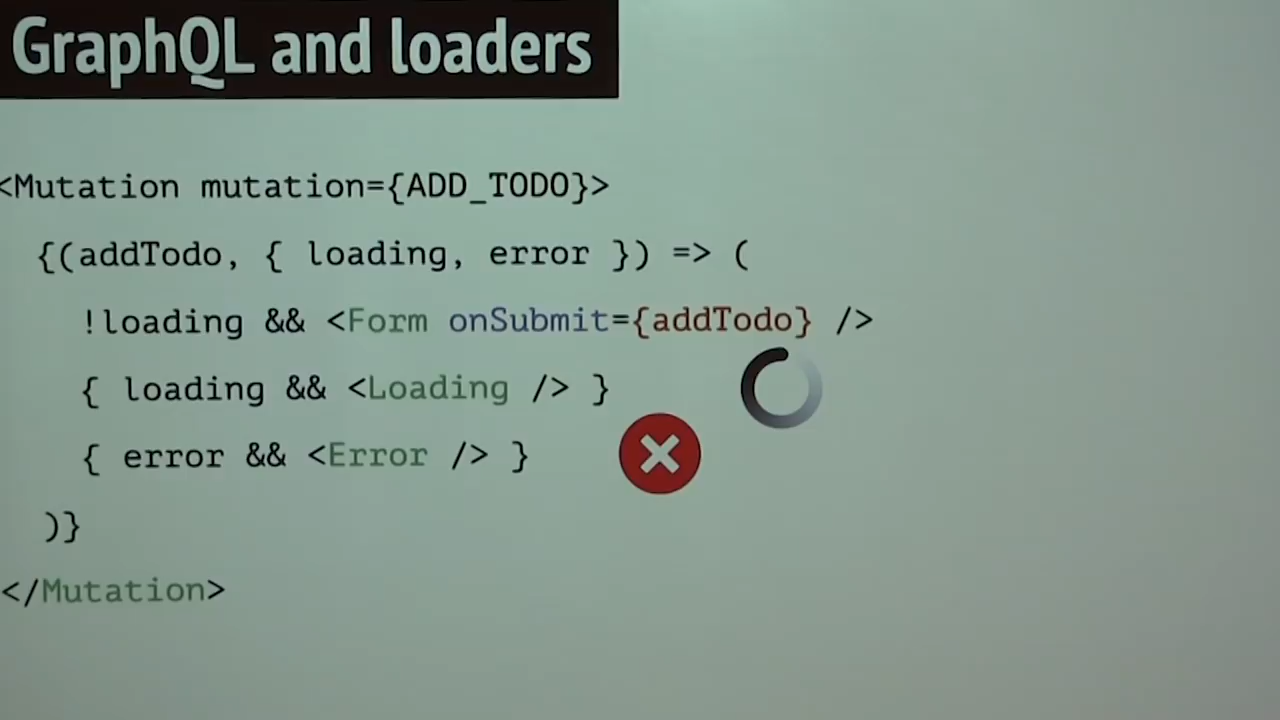 GraphQL and loaders
<Mutation mutation={ADD_TODO}>
{(addTodo, { loading, error }) => (
!loading && <Form onSubmit={addTodo} />
{ loading && <Loading /> }
{ error && <Error /> }
)}
</Mutation>